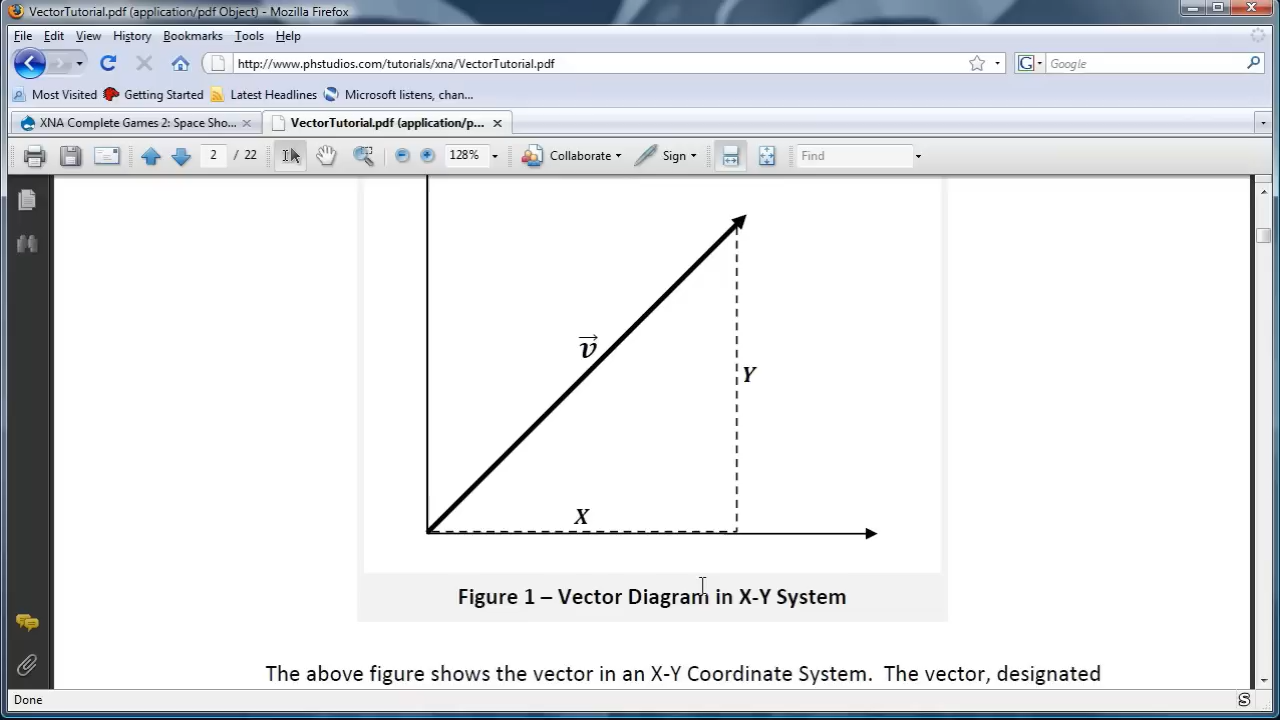 VectorTutorial.pdf (application/pdf Object) - Mozilla Firefox
File Edit View History Bookmarks Tools Help
http://www.phstudios.com/tutorials/xna/VectorTutorial.pdf
G Google
Most Visited Getting Started Latest Headlines Microsoft listens, chan...
XNA Complete Games 2: Space Sho... VectorTutorial.pdf (application/p...
2 / 22 128% Collaborate Sign Find
v
Y
X
Figure 1 – Vector Diagram in X-Y System
The above figure shows the vector in an X-Y Coordinate System. The vector, designated
Done